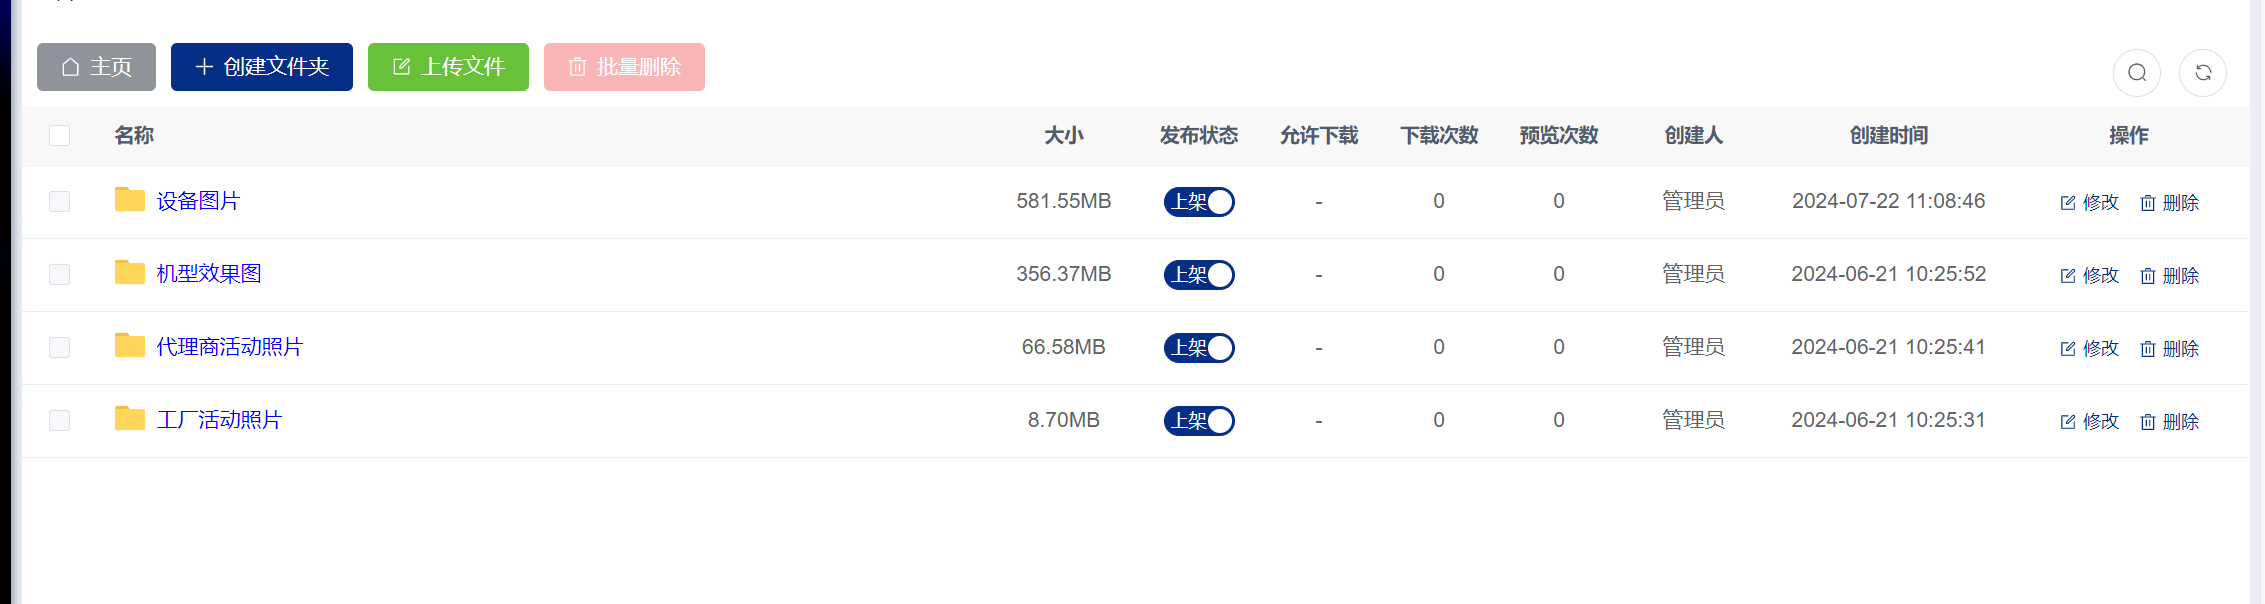 主页 创建文件夹 上传文件 批量删除
名称 大小 发布状态 允许下载 下载次数 预览次数 创建人 创建时间 操作
设备图片 581.55MB 上架 - 0 0 管理员 2024-07-22 11:08:46 修改 删除
机型效果图 356.37MB 上架 - 0 0 管理员 2024-06-21 10:25:52 修改 删除
代理商活动照片 66.58MB 上架 - 0 0 管理员 2024-06-21 10:25:41 修改 删除
工厂活动照片 8.70MB 上架 - 0 0 管理员 2024-06-21 10:25:31 修改 删除